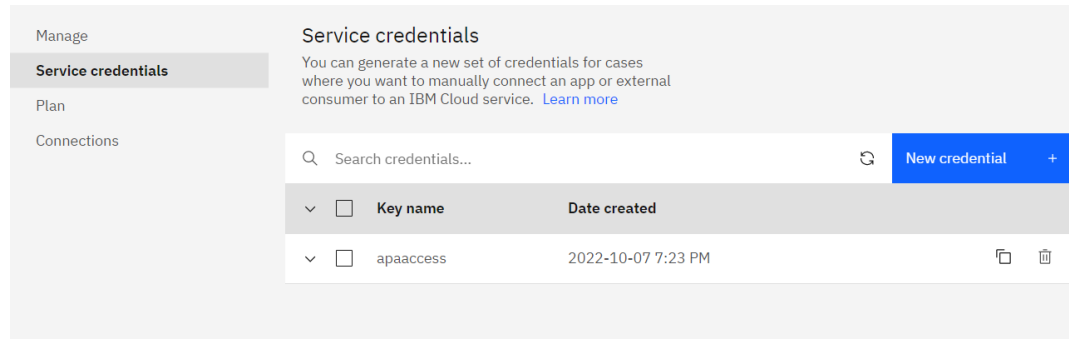 Manage
Service credentials
Plan
Connections
Service credentials
You can generate a new set of credentials for cases
where you want to manually connect an app or external
consumer to an IBM Cloud service. Learn more
Search credentials...
New credential +
Key name Date created
apaaccess 2022-10-07 7:23 PM